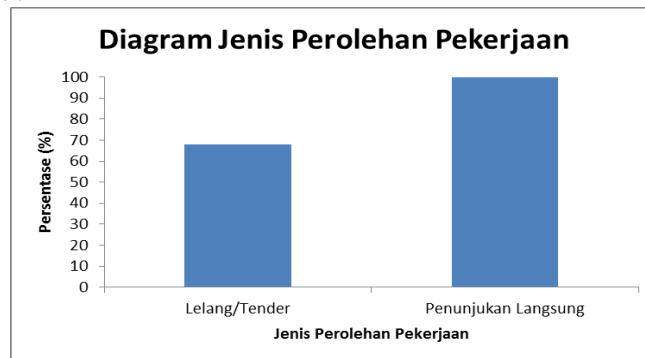 Diagram Jenis Perolehan Pekerjaan
Persentase (%)
100
90
80
70
60
50
40
30
20
10
0
Lelang/Tender Penunjukan Langsung
Jenis Perolehan Pekerjaan